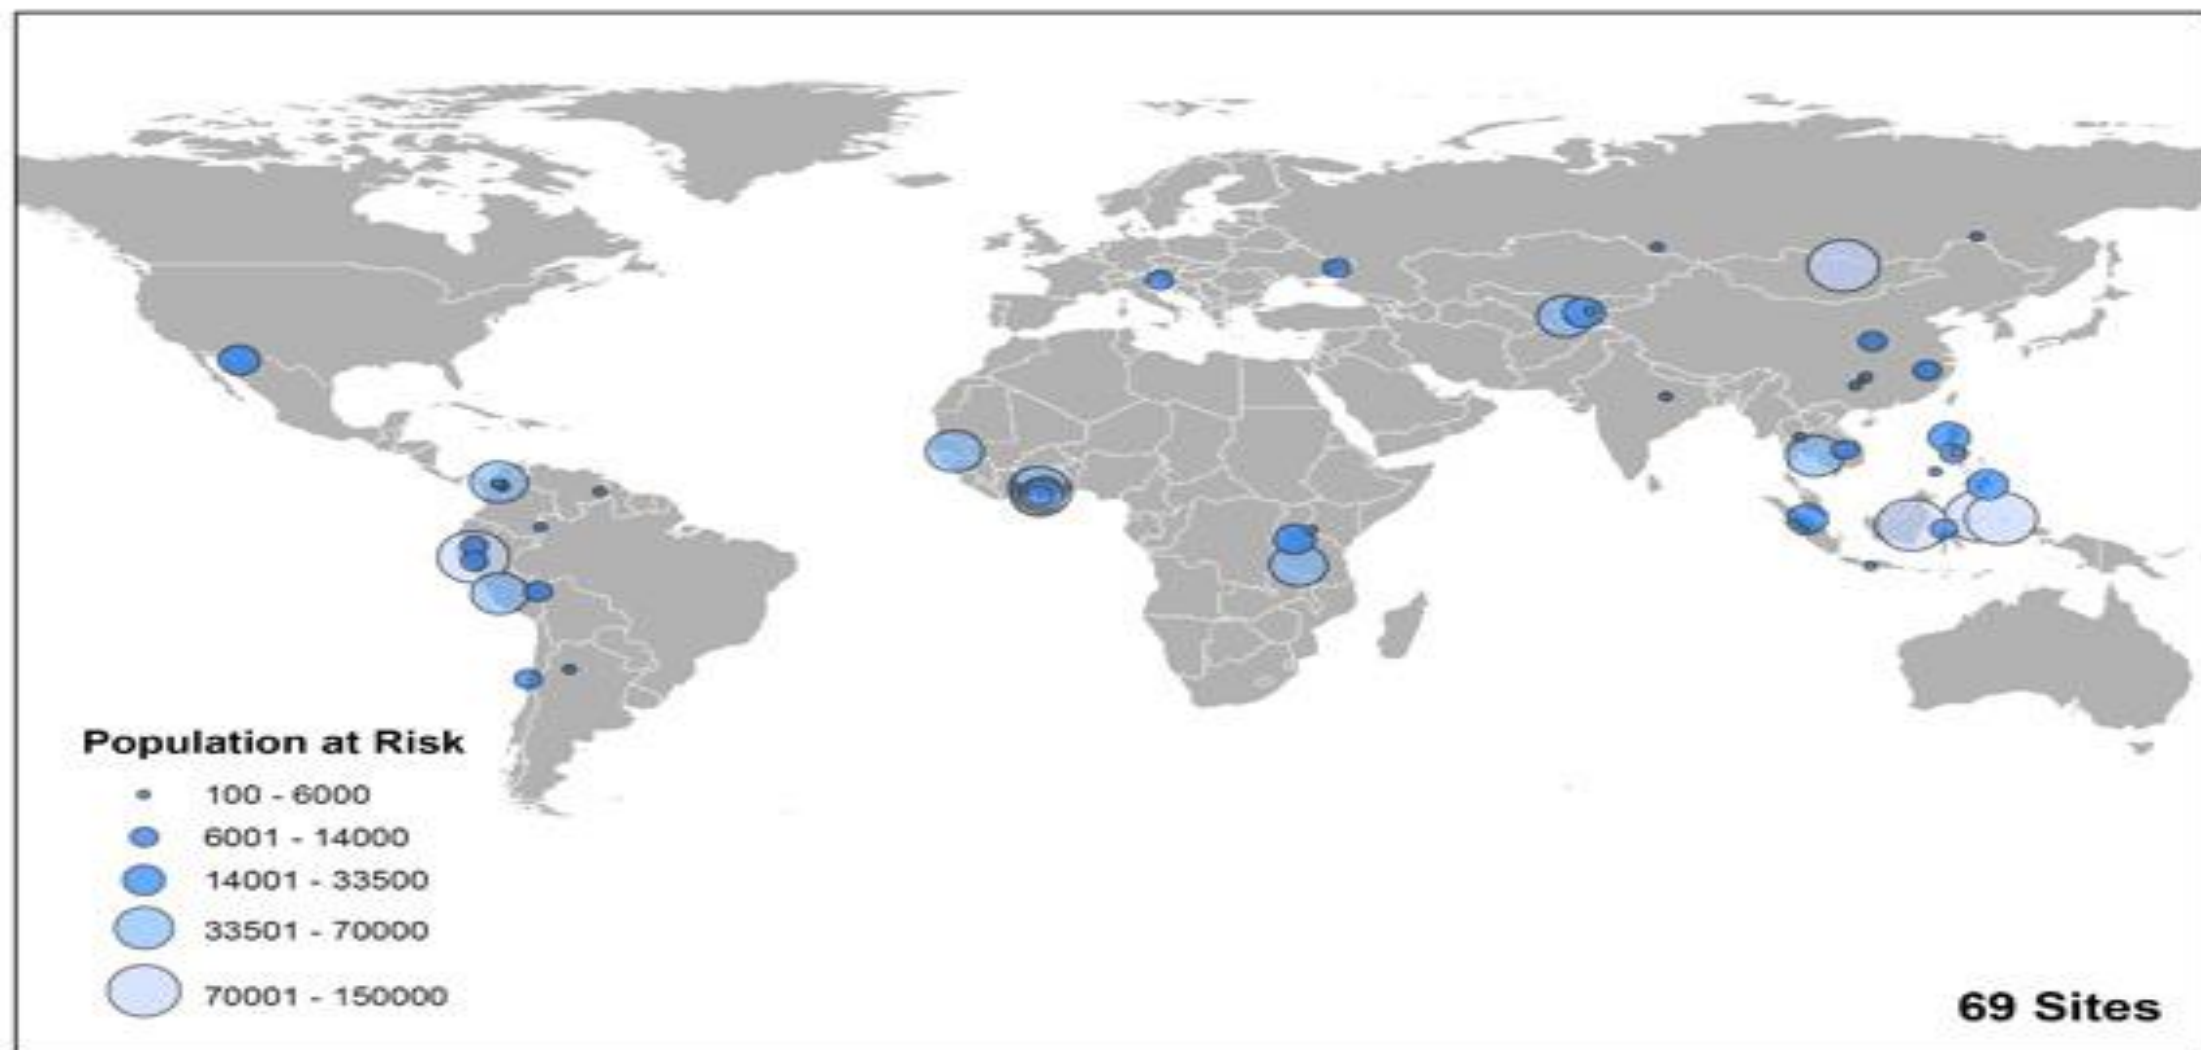 Population at Risk
100 - 6000
6001 - 14000
14001 - 33500
33501 - 70000
70001 - 150000
69 Sites